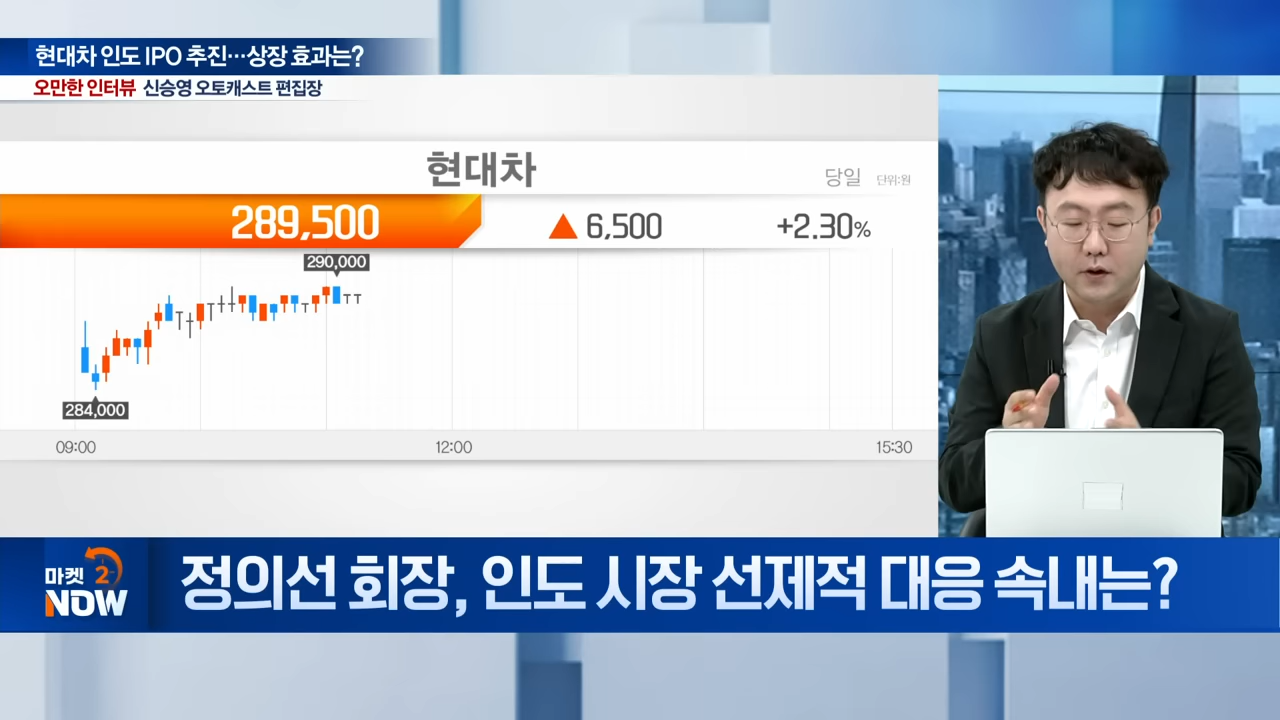 현대차 인도 IPO 추진…상장 효과는?
오만한 인터뷰 신승영 오토캐스트 편집장
현대차
당일 단위:원
289,500 ▲ 6,500 +2.30%
290,000
284,000
09:00 12:00 15:30
마켓 2
NOW
정의선 회장, 인도 시장 선제적 대응 속내는?